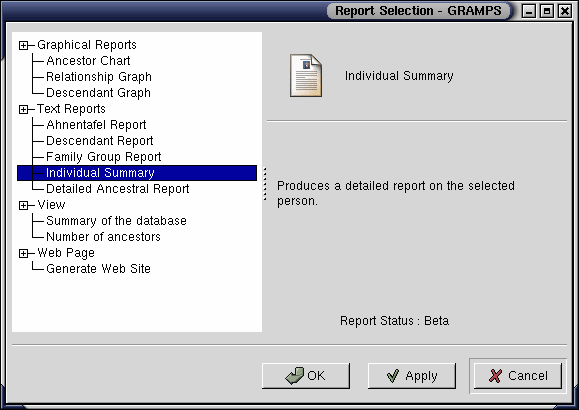 Report Selection - GRAMPS
Graphical Reports
Ancestor Chart
Relationship Graph
Descendant Graph
Text Reports
Ahnentafel Report
Descendant Report
Family Group Report
Individual Summary
Detailed Ancestral Report
View
Summary of the database
Number of ancestors
Web Page
Generate Web Site
Individual Summary
Produces a detailed report on the selected
person.
Report Status : Beta
OK
Apply
Cancel